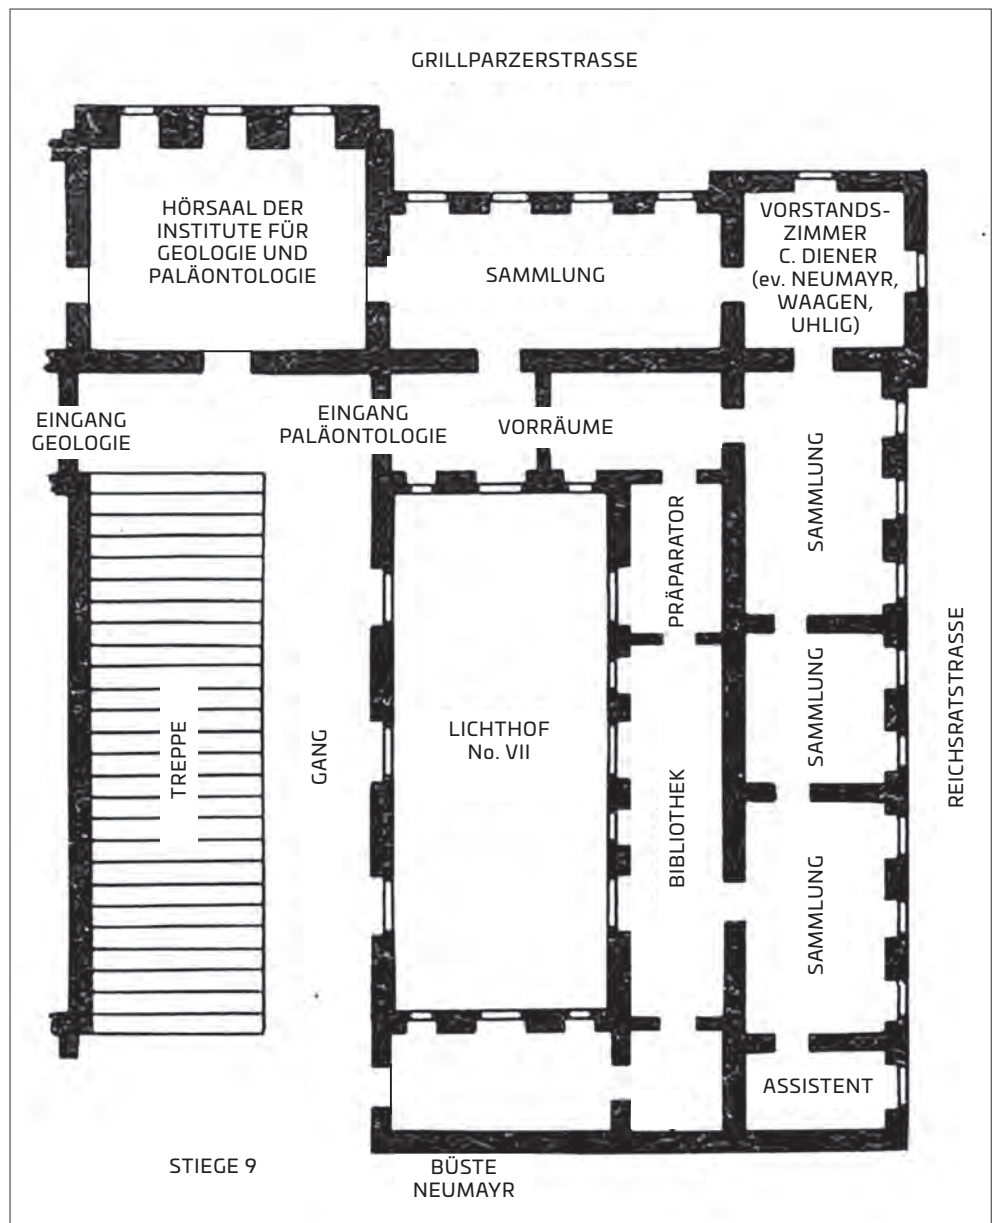 GRILLPARZERSTRASSE
HÖRSAAL DER
INSTITUTE FÜR
GEOLOGIE UND
PALÄONTOLOGIE
SAMMLUNG
VORSTANDS-
ZIMMER
C. DIENER
(ev. NEUMAYR,
WAAGEN,
UHLIG)
EINGANG
GEOLOGIE
EINGANG
PALÄONTOLOGIE
VORRÄUME
SAMMLUNG
PRÄPARATOR
SAMMLUNG
REICHSRATSTRASSE
TREPPE
GANG
LICHTHOF
No. VII
BIBLIOTHEK
SAMMLUNG
ASSISTENT
STIEGE 9
BÜSTE
NEUMAYR